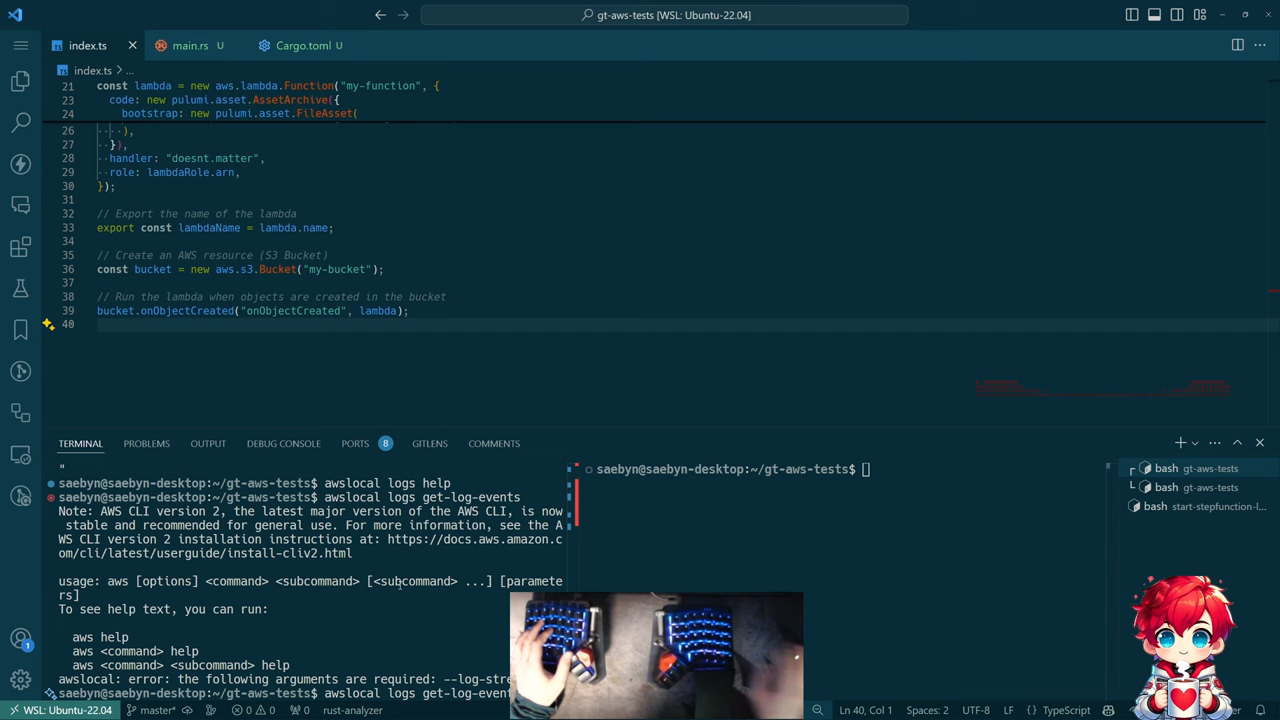 gt-aws-tests [WSL: Ubuntu-22.04]
index.ts
main.rs U
Cargo.toml U
index.ts > ...
21 const lambda = new aws.lambda.Function("my-function", {
23 code: new pulumi.asset.AssetArchive({
24 bootstrap: new pulumi.asset.FileAsset(
26 ),
27 }),
28 handler: "doesnt.matter",
29 role: lambdaRole.arn,
30 });
31
32 // Export the name of the lambda
33 export const lambdaName = lambda.name;
34
35 // Create an AWS resource (S3 Bucket)
36 const bucket = new aws.s3.Bucket("my-bucket");
37
38 // Run the lambda when objects are created in the bucket
39 bucket.onObjectCreated("onObjectCreated", lambda);
40
TERMINAL PROBLEMS OUTPUT DEBUG CONSOLE PORTS 8 GITLENS COMMENTS
"
saebyn@saebyn-desktop:~/gt-aws-tests$ awslocal logs help
saebyn@saebyn-desktop:~/gt-aws-tests$ awslocal logs get-log-events
Note: AWS CLI version 2, the latest major version of the AWS CLI, is now
stable and recommended for general use. For more information, see the A
WS CLI version 2 installation instructions at: https://docs.aws.amazon.c
om/cli/latest/userguide/install-cliv2.html
usage: aws [options] <command> <subcommand> [<subcommand> ...] [paramete
rs]
To see help text, you can run:
aws help
aws <command> help
aws <command> <subcommand> help
awslocal: error: the following arguments are required: --log-stre
saebyn@saebyn-desktop:~/gt-aws-tests$ awslocal logs get-log-event
saebyn@saebyn-desktop:~/gt-aws-tests$
bash gt-aws-tests
bash gt-aws-tests
bash start-stepfunction-l...
1
WSL: Ubuntu-22.04 master* 0 0 0 rust-analyzer
Ln 40, Col 1 Spaces: 2 UTF-8 LF TypeScript